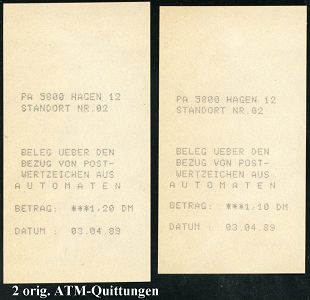 PA 5800 HAGEN 12
STANDORT NR.02
BELEG UEBER DEN
BEZUG VON POST-
WERTZEICHEN AUS
AUTOMATEN
BETRAG: ***1,20 DM
DATUM : 03.04.89
PA 5800 HAGEN 12
STANDORT NR.02
BELEG UEBER DEN
BEZUG VON POST-
WERTZEICHEN AUS
AUTOMATEN
BETRAG: ***1,10 DM
DATUM : 03.04.89
2 orig. ATM-Quittungen